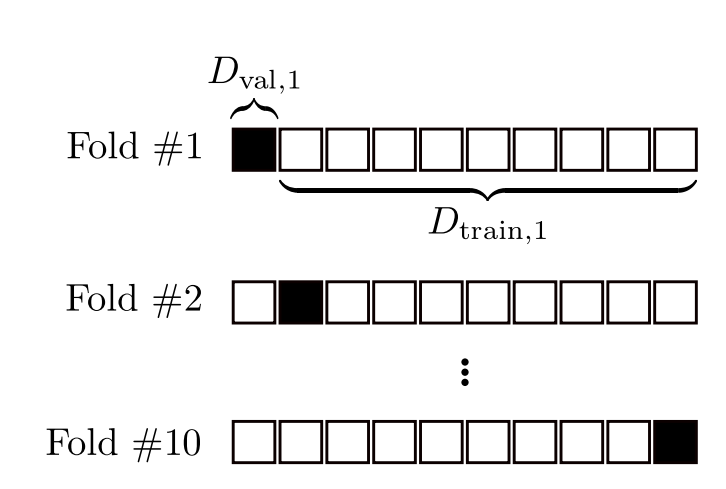 D_val,1
Fold #1
D_train,1
Fold #2
⋮
Fold #10